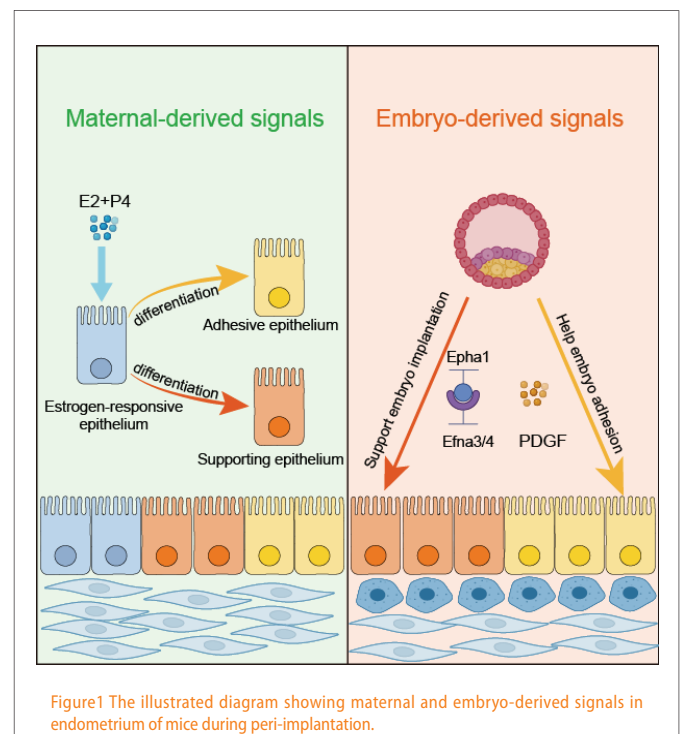 Maternal-derived signals
E2+P4
differentiation
Adhesive epithelium
differentiation
Estrogen-responsive
epithelium
Supporting epithelium
Embryo-derived signals
Support embryo implantation
Epha1
Efna3/4
PDGF
Help embryo adhesion
Figure1 The illustrated diagram showing maternal and embryo-derived signals in
endometrium of mice during peri-implantation.